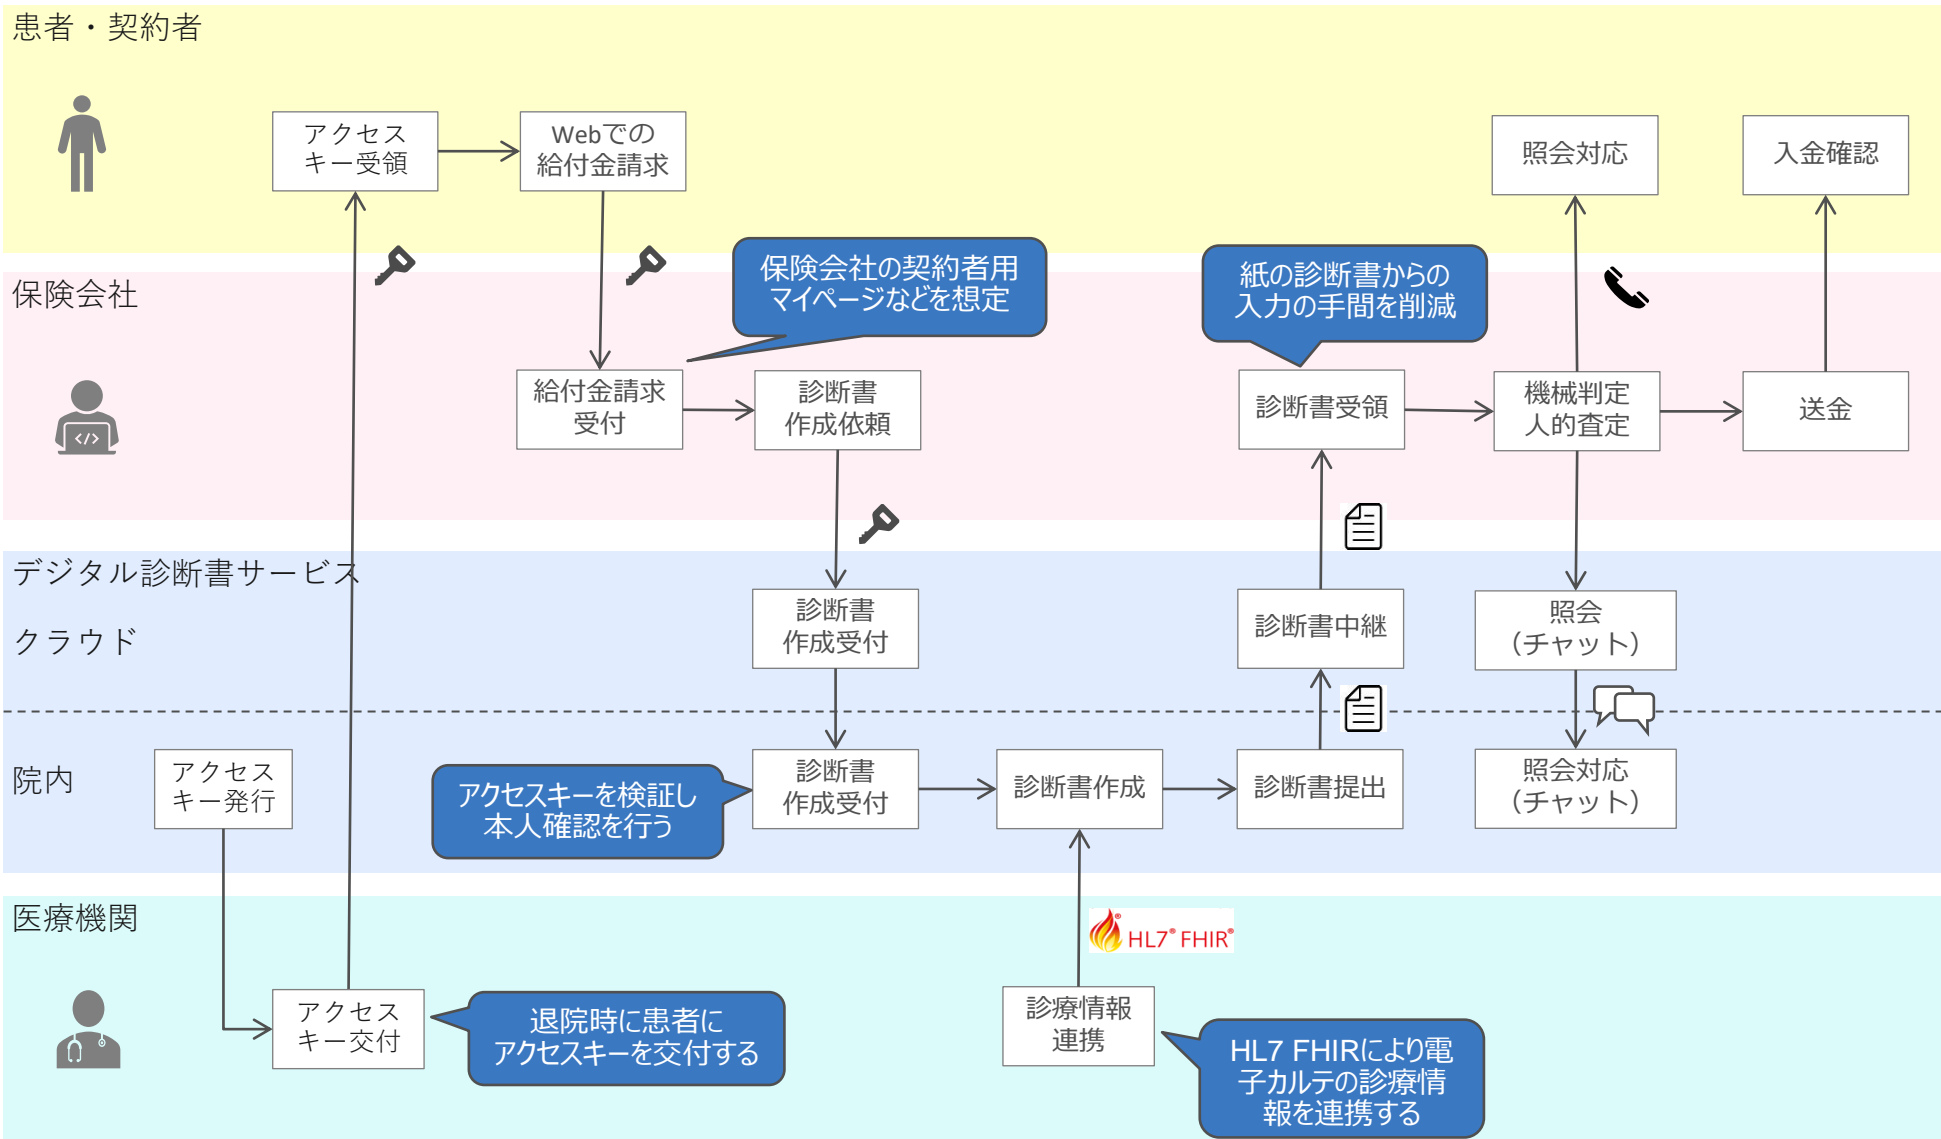 患者・契約者
アクセス
キー受領
Webでの
給付金請求
照会対応
入金確認
保険会社
保険会社の契約者用
マイページなどを想定
紙の診断書からの
入力の手間を削減
給付金請求
受付
診断書
作成依頼
診断書受領
機械判定
人的査定
送金
デジタル診断書サービス
クラウド
診断書
作成受付
診断書中継
照会
（チャット）
院内
アクセス
キー発行
アクセスキーを検証し
本人確認を行う
診断書
作成受付
診断書作成
診断書提出
照会対応
（チャット）
医療機関
HL7® FHIR®
アクセス
キー交付
退院時に患者に
アクセスキーを交付する
診療情報
連携
HL7 FHIRにより電
子カルテの診療情
報を連携する